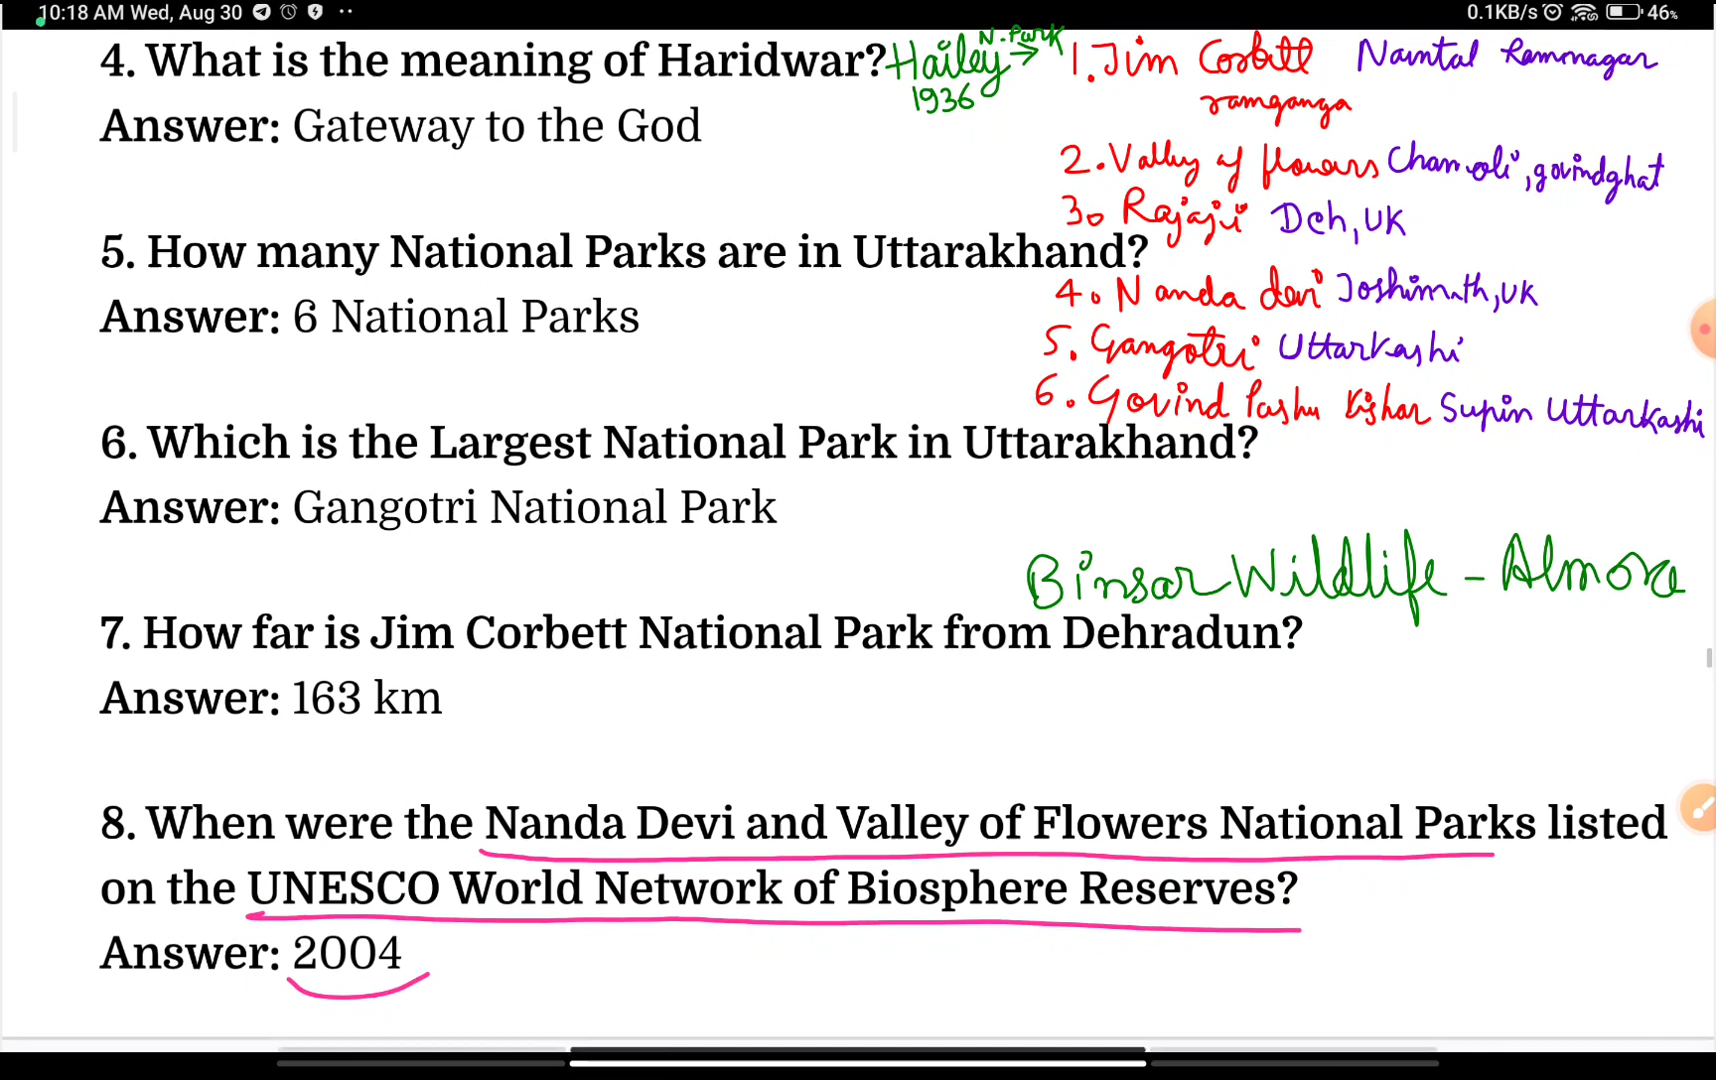 10:18 AM Wed, Aug 30
0.1KB/s 46%
4. What is the meaning of Haridwar?
Answer: Gateway to the God
Hailey N. Park →
1936
1. Jim Corbett Naintal Ramnagar
ramganga
2. Valley of flowers Chamoli, govindghat
3. Rajaji Deh, UK
5. How many National Parks are in Uttarakhand?
Answer: 6 National Parks
4. Nanda devi Joshimath, UK
5. Gangotri Uttarkashi
6. Govind Pashu Vihar Supin Uttarkashi
6. Which is the Largest National Park in Uttarakhand?
Answer: Gangotri National Park
Binsar Wildlife - Almora
7. How far is Jim Corbett National Park from Dehradun?
Answer: 163 km
8. When were the Nanda Devi and Valley of Flowers National Parks listed
on the UNESCO World Network of Biosphere Reserves?
Answer: 2004